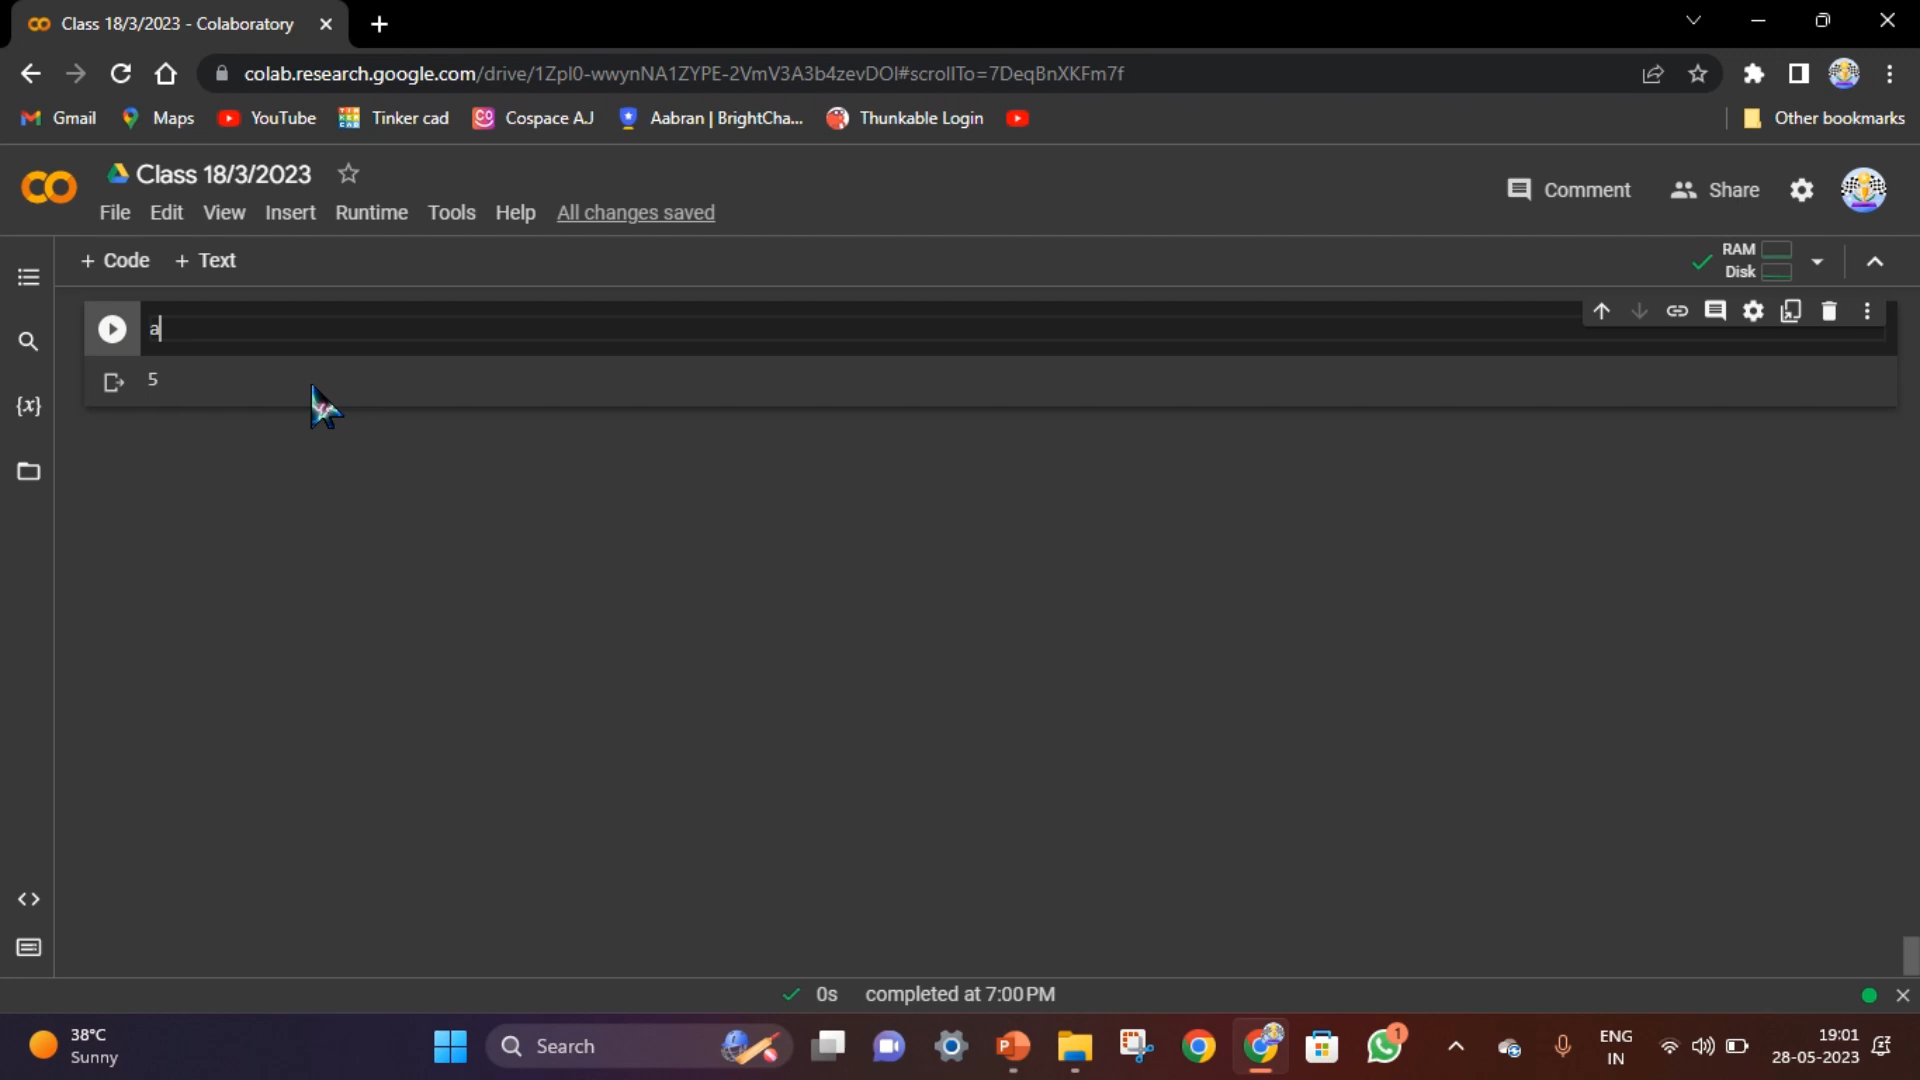 Class 18/3/2023 - Colaboratory
colab.research.google.com/drive/1ZpI0-wwynNA1ZYPE-2VmV3A3b4zevDOI#scrollTo=7DeqBnXKFm7f
Gmail Maps YouTube Tinker cad Cospace AJ Aabran | BrightCha... Thunkable Login Other bookmarks
Class 18/3/2023
Comment Share
File Edit View Insert Runtime Tools Help All changes saved
+ Code + Text
RAM
Disk
a
5
0s completed at 7:00 PM
38°C
Sunny
Search
1
ENG
IN
19:01
28-05-2023